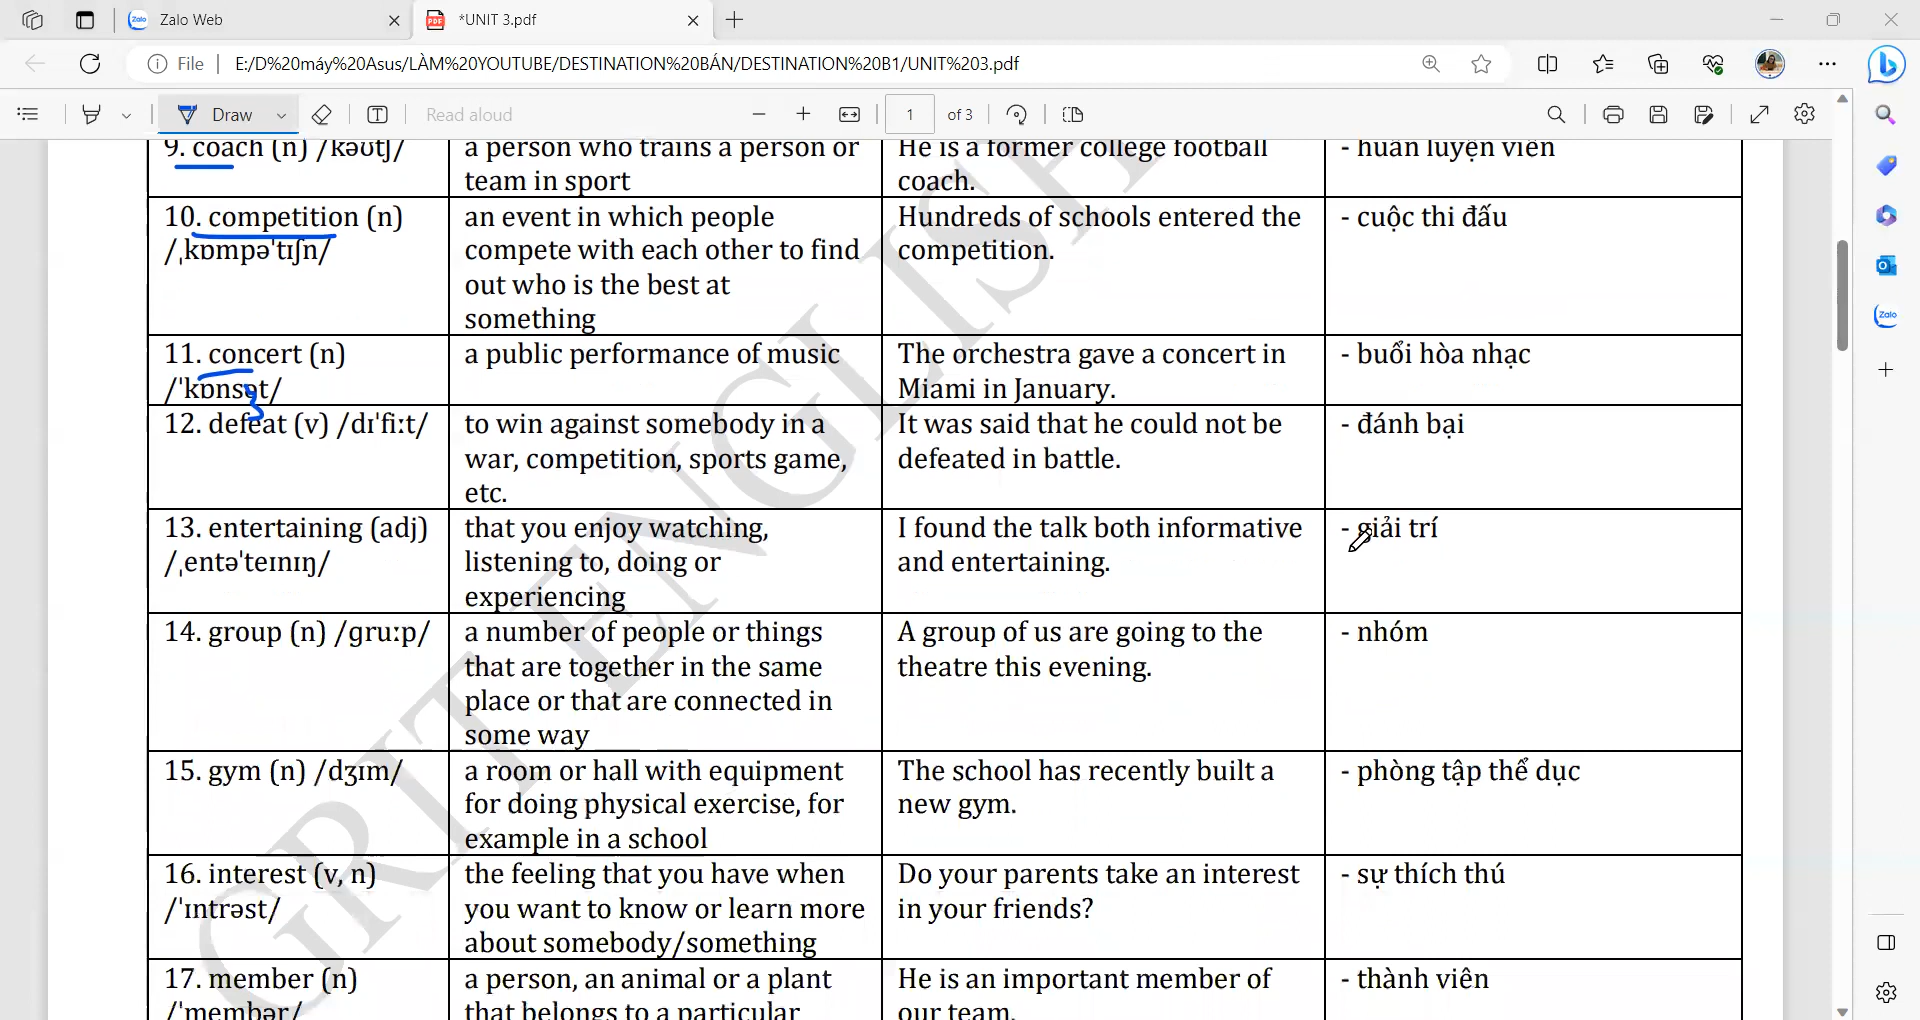 Zalo Web
*UNIT 3.pdf
File
E:/D%20máy%20Asus/LÀM%20YOUTUBE/DESTINATION%20BÁN/DESTINATION%20B1/UNIT%203.pdf
Draw
Read aloud
1 of 3
9. coach (n) /kəʊtʃ/
a person who trains a person or
team in sport
He is a former college football
coach.
- huấn luyện viên
10. competition (n)
/ˌkɒmpəˈtɪʃn/
an event in which people
compete with each other to find
out who is the best at
something
Hundreds of schools entered the
competition.
- cuộc thi đấu
11. concert (n)
/ˈkɒnsət/
a public performance of music
The orchestra gave a concert in
Miami in January.
- buổi hòa nhạc
12. defeat (v) /dɪˈfiːt/
to win against somebody in a
war, competition, sports game,
etc.
It was said that he could not be
defeated in battle.
- đánh bại
13. entertaining (adj)
/ˌentəˈteɪnɪŋ/
that you enjoy watching,
listening to, doing or
experiencing
I found the talk both informative
and entertaining.
- giải trí
14. group (n) /ɡruːp/
a number of people or things
that are together in the same
place or that are connected in
some way
A group of us are going to the
theatre this evening.
- nhóm
15. gym (n) /dʒɪm/
a room or hall with equipment
for doing physical exercise, for
example in a school
The school has recently built a
new gym.
- phòng tập thể dục
16. interest (v, n)
/ˈɪntrəst/
the feeling that you have when
you want to know or learn more
about somebody/something
Do your parents take an interest
in your friends?
- sự thích thú
17. member (n)
/ˈmembər/
a person, an animal or a plant
that belongs to a particular
He is an important member of
our team.
- thành viên
GRIT ENGLISH
Zalo